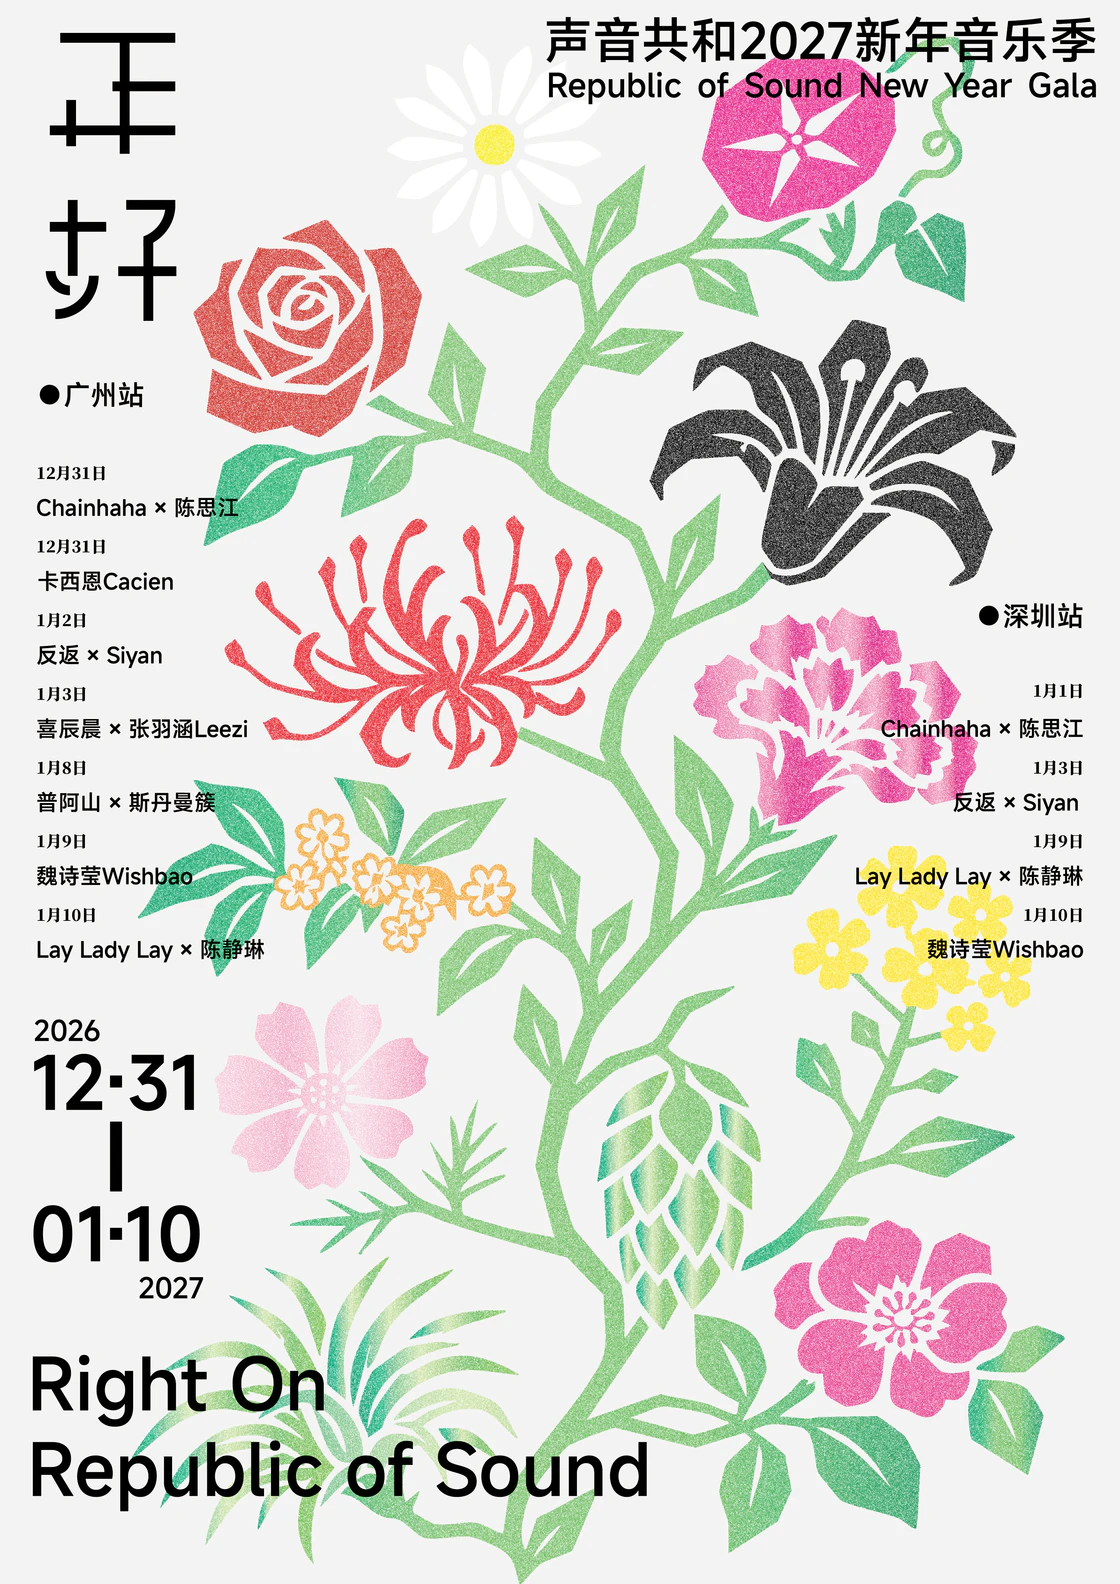 正
好
声音共和2027新年音乐季
Republic of Sound New Year Gala
●广州站
12月31日
Chainhaha × 陈思江
12月31日
卡西恩Cacien
1月2日
反返 × Siyan
1月3日
喜辰晨 × 张羽涵Leezi
1月8日
普阿山 × 斯丹曼簇
1月9日
魏诗莹Wishbao
1月10日
Lay Lady Lay × 陈静琳
●深圳站
1月1日
Chainhaha × 陈思江
1月3日
反返 × Siyan
1月9日
Lay Lady Lay × 陈静琳
1月10日
魏诗莹Wishbao
2026
12·31
|
01·10
2027
Right On
Republic of Sound